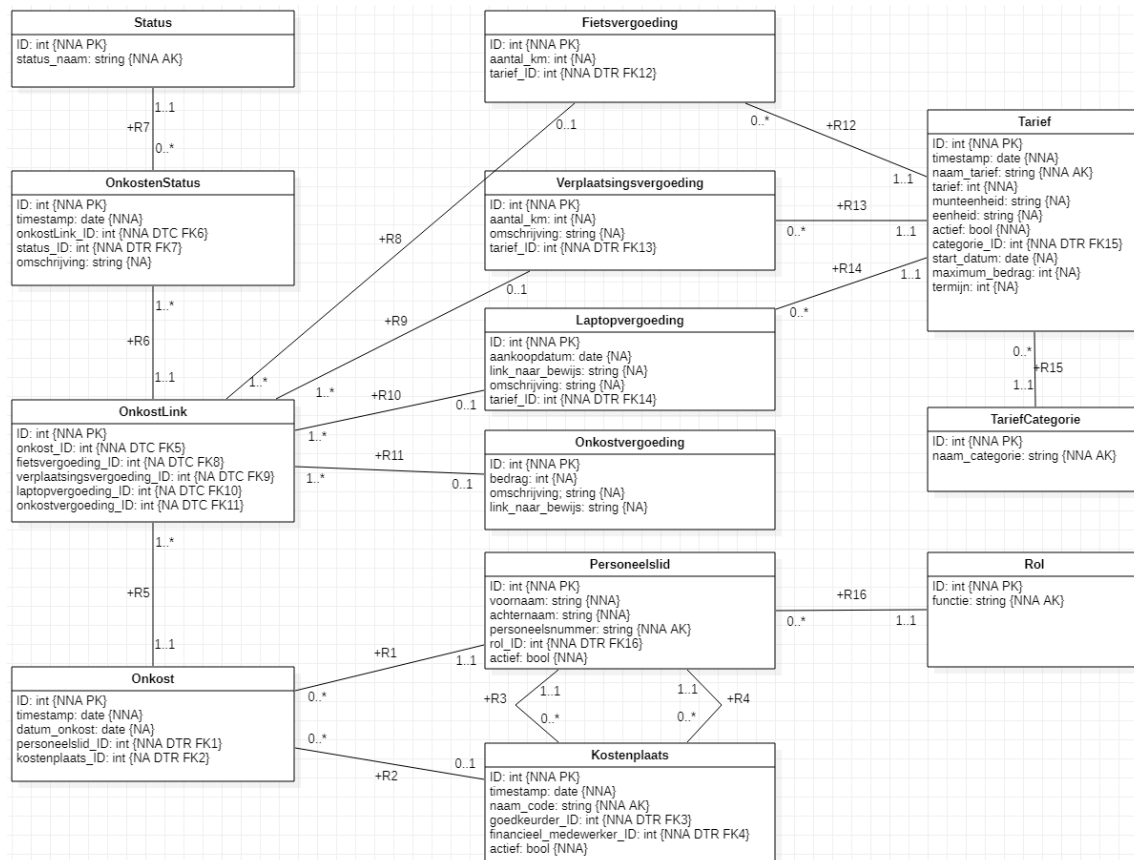 Status
ID: int {NNA PK}
status_naam: string {NNA AK}
1..1
+R7
0..*
OnkostenStatus
ID: int {NNA PK}
timestamp: date {NNA}
onkostLink_ID: int {NNA DTC FK6}
status_ID: int {NNA DTR FK7}
omschrijving: string {NA}
1..*
+R6
1..1
OnkostLink
ID: int {NNA PK}
onkost_ID: int {NNA DTC FK5}
fietsvergoeding_ID: int {NA DTC FK8}
verplaatsingsvergoeding_ID: int {NA DTC FK9}
laptopvergoeding_ID: int {NA DTC FK10}
onkostvergoeding_ID: int {NA DTC FK11}
1..*
+R5
1..1
Onkost
ID: int {NNA PK}
timestamp: date {NNA}
datum_onkost: date {NA}
personeelslid_ID: int {NNA DTR FK1}
kostenplaats_ID: int {NA DTR FK2}
Fietsvergoeding
ID: int {NNA PK}
aantal_km: int {NA}
tarief_ID: int {NNA DTR FK12}
0..1
+R8
1..*
0..*
+R12
1..1
Verplaatsingsvergoeding
ID: int {NNA PK}
aantal_km: int {NA}
omschrijving: string {NA}
tarief_ID: int {NNA DTR FK13}
0..1
+R9
1..*
+R13
0..*
1..1
Laptopvergoeding
ID: int {NNA PK}
aankoopdatum: date {NA}
link_naar_bewijs: string {NA}
omschrijving: string {NA}
tarief_ID: int {NNA DTR FK14}
+R10
0..1
1..*
+R14
1..1
0..*
Onkostvergoeding
ID: int {NNA PK}
bedrag: int {NA}
omschrijving; string {NA}
link_naar_bewijs: string {NA}
+R11
1..*
0..1
Personeelslid
ID: int {NNA PK}
voornaam: string {NNA}
achternaam: string {NNA}
personeelsnummer: string {NNA AK}
rol_ID: int {NNA DTR FK16}
actief: bool {NNA}
+R1
1..1
0..*
+R3
1..1
0..*
1..1
+R4
0..*
0..*
0..1
+R2
Kostenplaats
ID: int {NNA PK}
timestamp: date {NNA}
naam_code: string {NNA AK}
goedkeurder_ID: int {NNA DTR FK3}
financieel_medewerker_ID: int {NNA DTR FK4}
actief: bool {NNA}
Tarief
ID: int {NNA PK}
timestamp: date {NNA}
naam_tarief: string {NNA AK}
tarief: int {NNA}
munteenheid: string {NA}
eenheid: string {NA}
actief: bool {NNA}
categorie_ID: int {NNA DTR FK15}
start_datum: date {NA}
maximum_bedrag: int {NA}
termijn: int {NA}
0..*
+R15
1..1
TariefCategorie
ID: int {NNA PK}
naam_categorie: string {NNA AK}
+R16
0..*
1..1
Rol
ID: int {NNA PK}
functie: string {NNA AK}